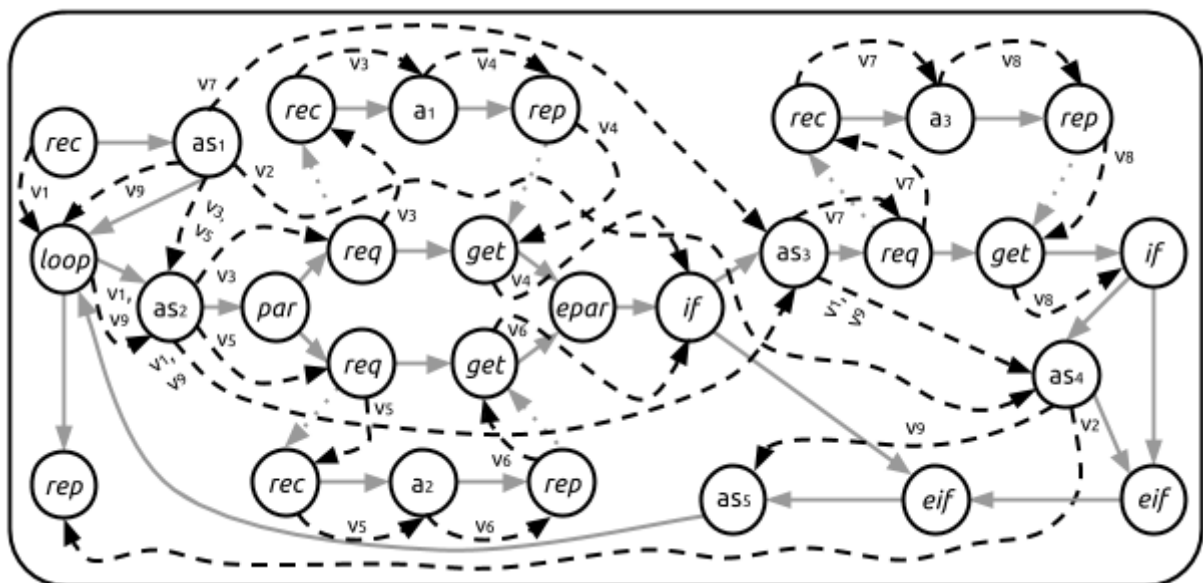 v7 v8
v3 v4
v7
rec a3 rep
rec a1 rep
rec as1
v4
v8
v9 v2
v1
v7
v3,
v5
v3
v7
req get as3 req get if
loop
v3
v4
v1,
v9
v8
v1,
v9
as2 par epar if
v5
v6
v1,
v9
req get as4
v5
v9 v2
v6
rep rec a2 rep as5 eif eif
v5 v6